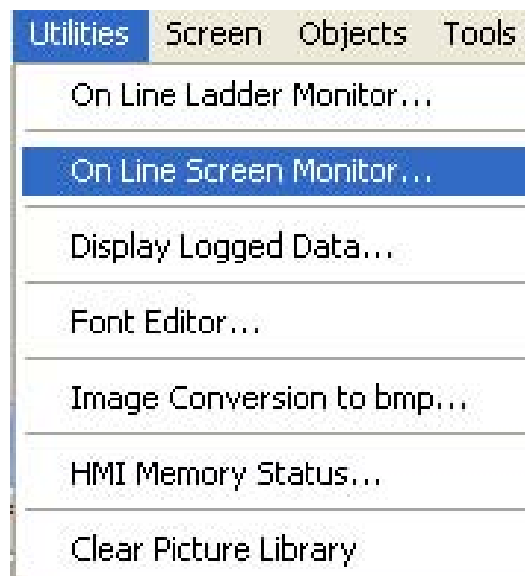 Utilities Screen Objects Tools
On Line Ladder Monitor...
On Line Screen Monitor...
Display Logged Data...
Font Editor...
Image Conversion to bmp...
HMI Memory Status...
Clear Picture Library